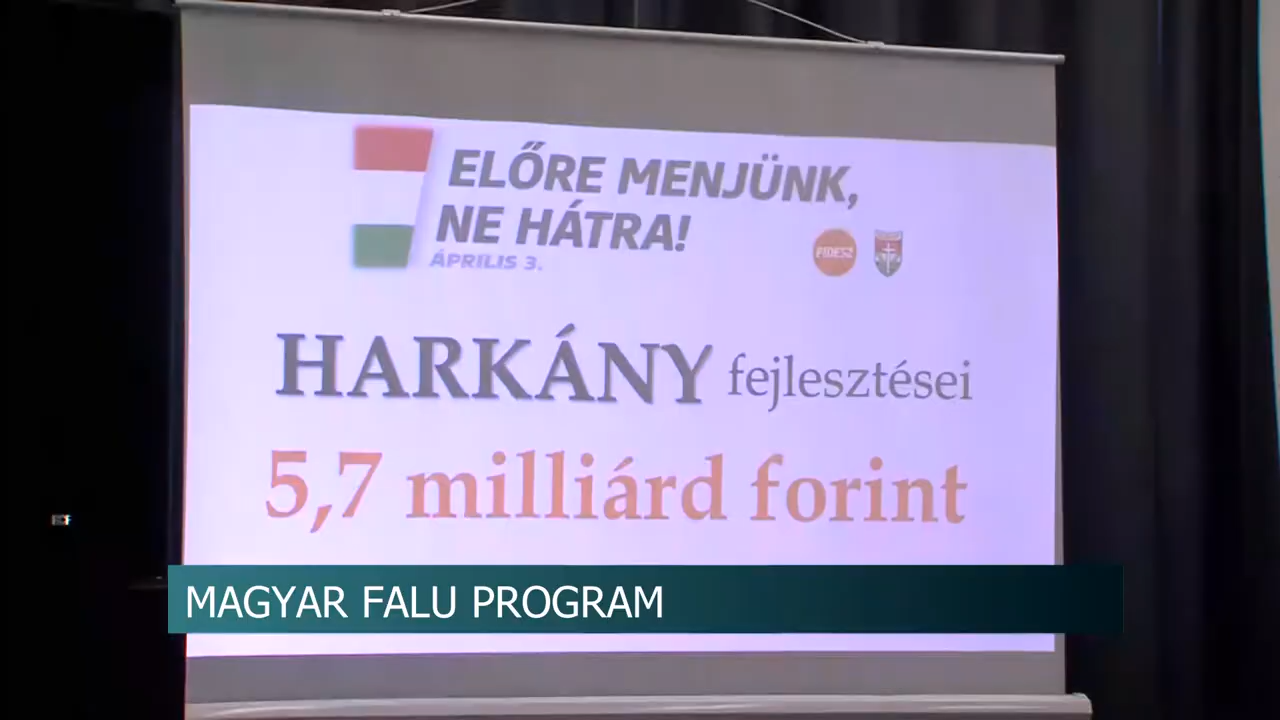 ELŐRE MENJÜNK,
NE HÁTRA!
ÁPRILIS 3.
FIDESZ
HARKÁNY fejlesztései
5,7 milliárd forint
MAGYAR FALU PROGRAM